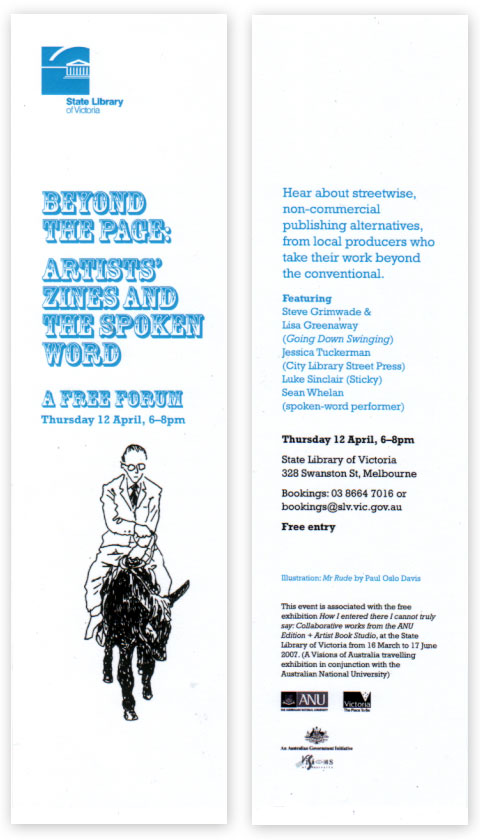 State Library
of Victoria
BEYOND
THE PAGE:
ARTISTS'
ZINES AND
THE SPOKEN
WORD
A FREE FORUM
Thursday 12 April, 6–8pm
Hear about streetwise,
non-commercial
publishing alternatives,
from local producers who
take their work beyond
the conventional.
Featuring
Steve Grimwade &
Lisa Greenaway
(Going Down Swinging)
Jessica Tuckerman
(City Library Street Press)
Luke Sinclair (Sticky)
Sean Whelan
(spoken-word performer)
Thursday 12 April, 6–8pm
State Library of Victoria
328 Swanston St, Melbourne
Bookings: 03 8664 7016 or
bookings@slv.vic.gov.au
Free entry
Illustration: Mr Rude by Paul Oslo Davis
This event is associated with the free
exhibition How I entered there I cannot truly
say: Collaborative works from the ANU
Edition + Artist Book Studio, at the State
Library of Victoria from 16 March to 17 June
2007. (A Visions of Australia travelling
exhibition in conjunction with the
Australian National University)
ANU
THE AUSTRALIAN NATIONAL UNIVERSITY
Victoria
The Place To Be
An Australian Government Initiative